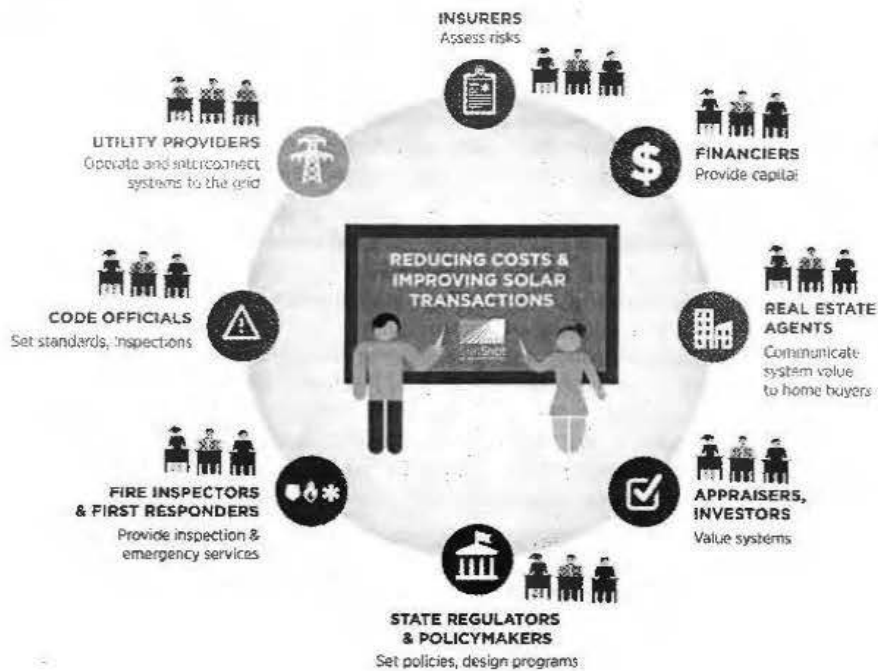 INSURERS
Assess risks
FINANCIERS
Provide capital
REAL ESTATE
AGENTS
Communicate
system value
to home buyers
APPRAISERS,
INVESTORS
Value systems
STATE REGULATORS
& POLICYMAKERS
Set policies, design programs
FIRE INSPECTORS
& FIRST RESPONDERS
Provide inspection &
emergency services
CODE OFFICIALS
Set standards, inspections
UTILITY PROVIDERS
Operate and interconnect
systems to the grid
REDUCING COSTS &
IMPROVING SOLAR
TRANSACTIONS
SunShot